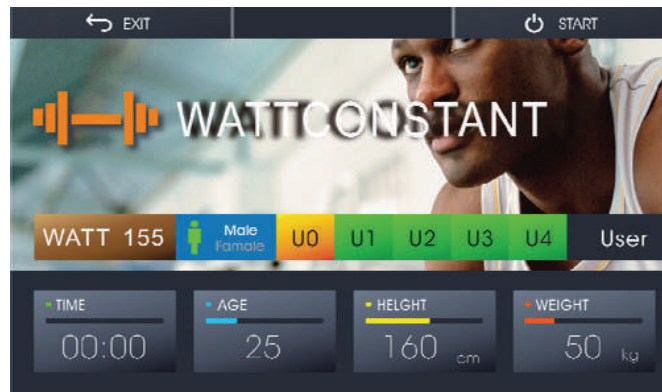 EXIT
START
WATTCONSTANT
WATT 155
Male
Famale
U0
U1
U2
U3
U4
User
TIME
AGE
HELGHT
WEIGHT
00:00
25
160 cm
50 kg